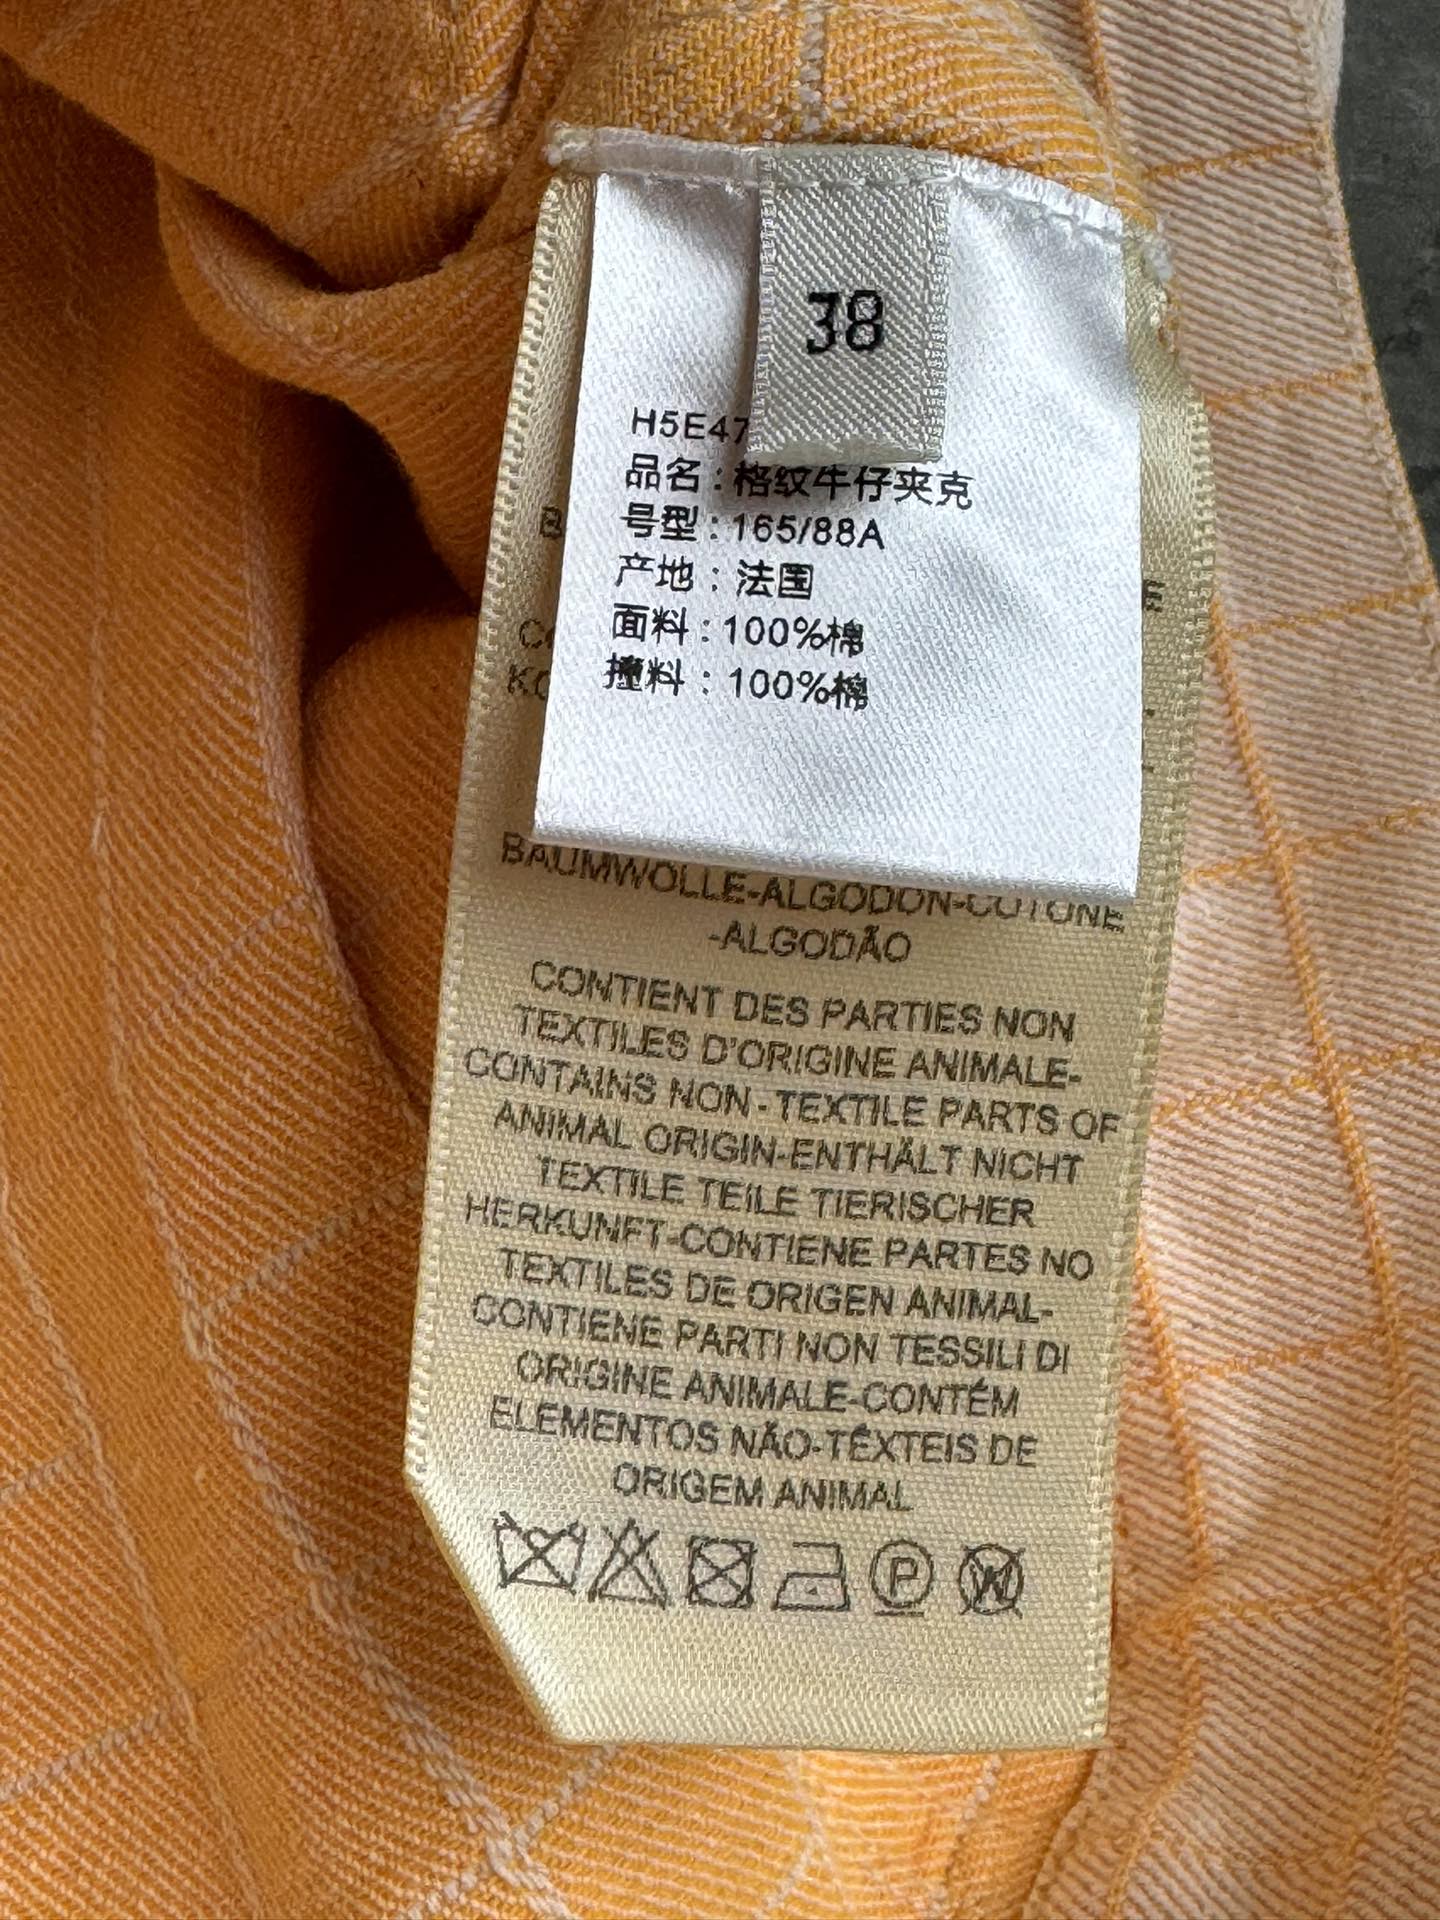 38
H5E47
品名：格纹牛仔夹克
号型：165/88A
产地：法国
面料：100%棉
撞料：100%棉
BAUMWOLLE-ALGODON-COTONE
-ALGODÃO
CONTIENT DES PARTIES NON
TEXTILES D'ORIGINE ANIMALE-
CONTAINS NON-TEXTILE PARTS OF
ANIMAL ORIGIN-ENTHÄLT NICHT
TEXTILE TEILE TIERISCHER
HERKUNFT-CONTIENE PARTES NO
TEXTILES DE ORIGEN ANIMAL-
CONTIENE PARTI NON TESSILI DI
ORIGINE ANIMALE-CONTÉM
ELEMENTOS NÃO-TÊXTEIS DE
ORIGEM ANIMAL
P W